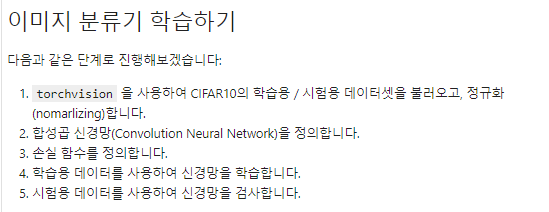 이미지 분류기 학습하기
다음과 같은 단계로 진행해보겠습니다:
1. torchvision 을 사용하여 CIFAR10의 학습용 / 시험용 데이터셋을 불러오고, 정규화
(nomarlizing)합니다.
2. 합성곱 신경망(Convolution Neural Network)을 정의합니다.
3. 손실 함수를 정의합니다.
4. 학습용 데이터를 사용하여 신경망을 학습합니다.
5. 시험용 데이터를 사용하여 신경망을 검사합니다.